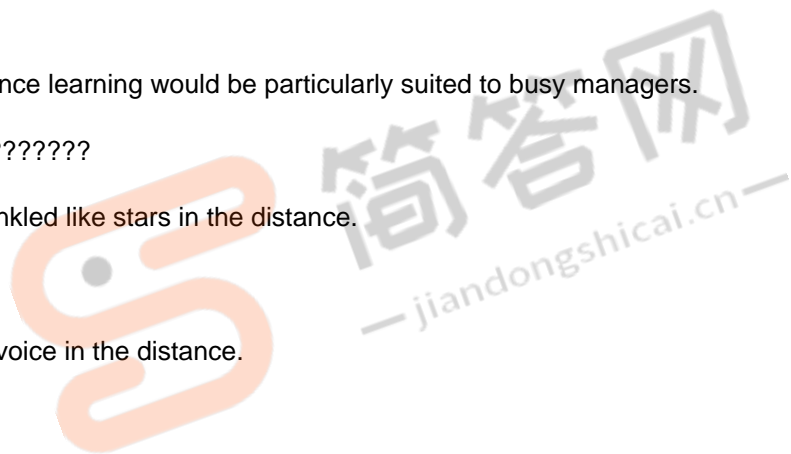 nce learning would be particularly suited to busy managers.
???????
nkled like stars in the distance.
voice in the distance.
简答网
jiandongshicai.cn